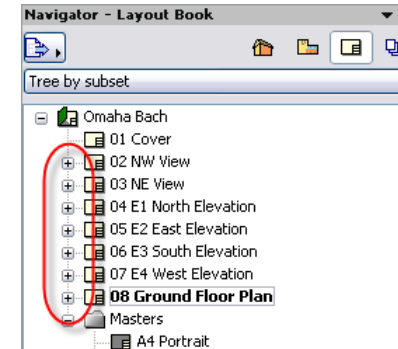 Navigator - Layout Book
Tree by subset
Omaha Bach
01 Cover
02 NW View
03 NE View
04 E1 North Elevation
05 E2 East Elevation
06 E3 South Elevation
07 E4 West Elevation
08 Ground Floor Plan
Masters
A4 Portrait